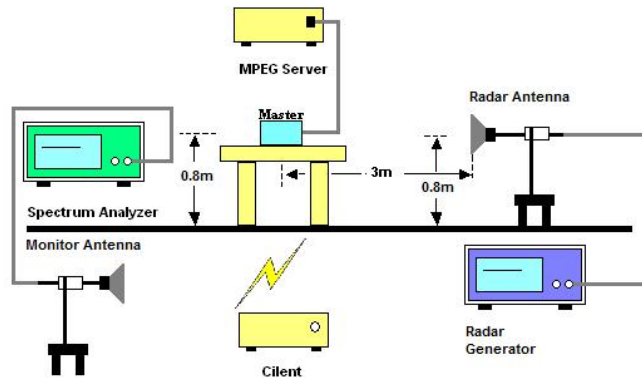 MPEG Server
Master
Radar Antenna
0.8m
3m
0.8m
Spectrum Analyzer
Monitor Antenna
Radar
Generator
Cilent